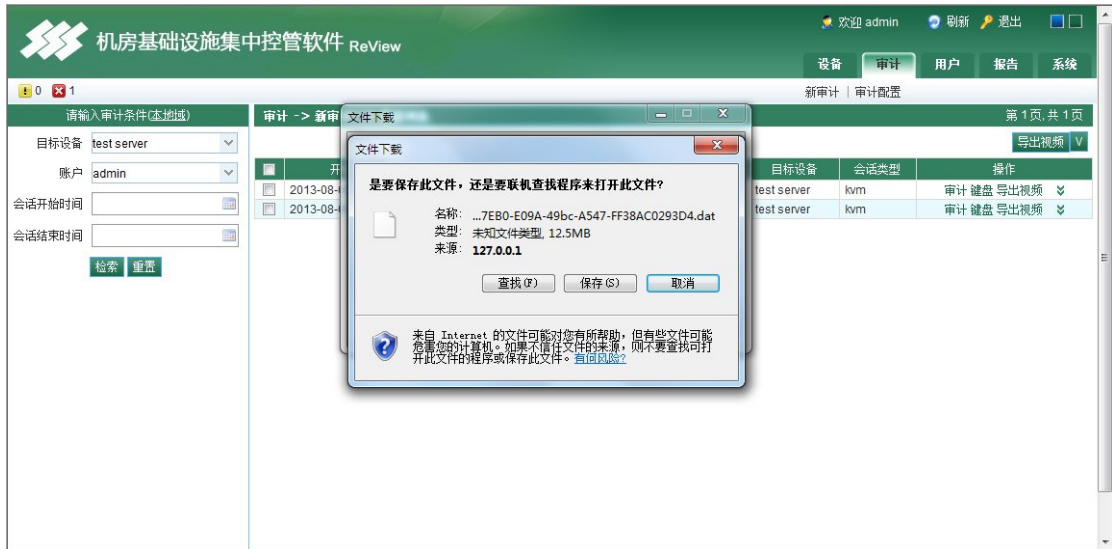 机房基础设施集中控管软件 ReView
欢迎 admin 刷新 退出
设备 审计 用户 报告 系统
0 1
新审计 | 审计配置
请输入审计条件(本地域)
目标设备 test server
账户 admin
会话开始时间
会话结束时间
检索 重置
审计 -> 新审
第 1 页, 共 1 页
导出视频 V
开 目标设备 会话类型 操作
2013-08- test server kvm 审计 键盘 导出视频
2013-08- test server kvm 审计 键盘 导出视频
文件下载
文件下载
是要保存此文件，还是要联机查找程序来打开此文件?
名称: ...7EB0-E09A-49bc-A547-FF38AC0293D4.dat
类型: 未知文件类型, 12.5MB
来源: 127.0.0.1
查找(F) 保存(S) 取消
来自 Internet 的文件可能对您有所帮助，但有些文件可能
危害您的计算机。如果不信任文件的来源，则不要查找可打
开此文件的程序或保存此文件。有何风险?